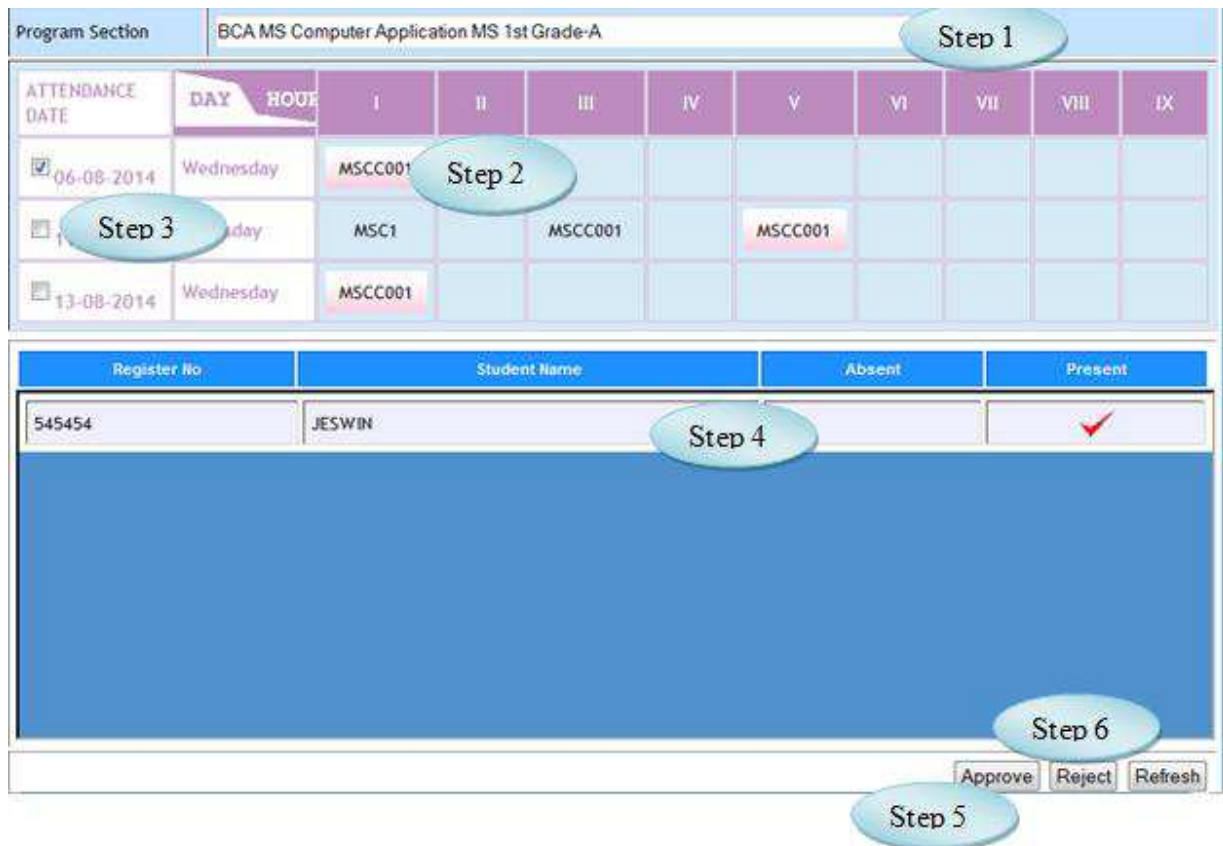 Program Section BCA MS Computer Application MS 1st Grade-A Step 1
ATTENDANCE DATE DAY HOUR I II III IV V VI VII VIII IX
06-08-2014 Wednesday MSCC001 Step 2
Step 3 MSC1 MSCC001 MSCC001
13-08-2014 Wednesday MSCC001
Register No Student Name Absent Present
545454 JESWIN Step 4
Step 6
Approve Reject Refresh
Step 5